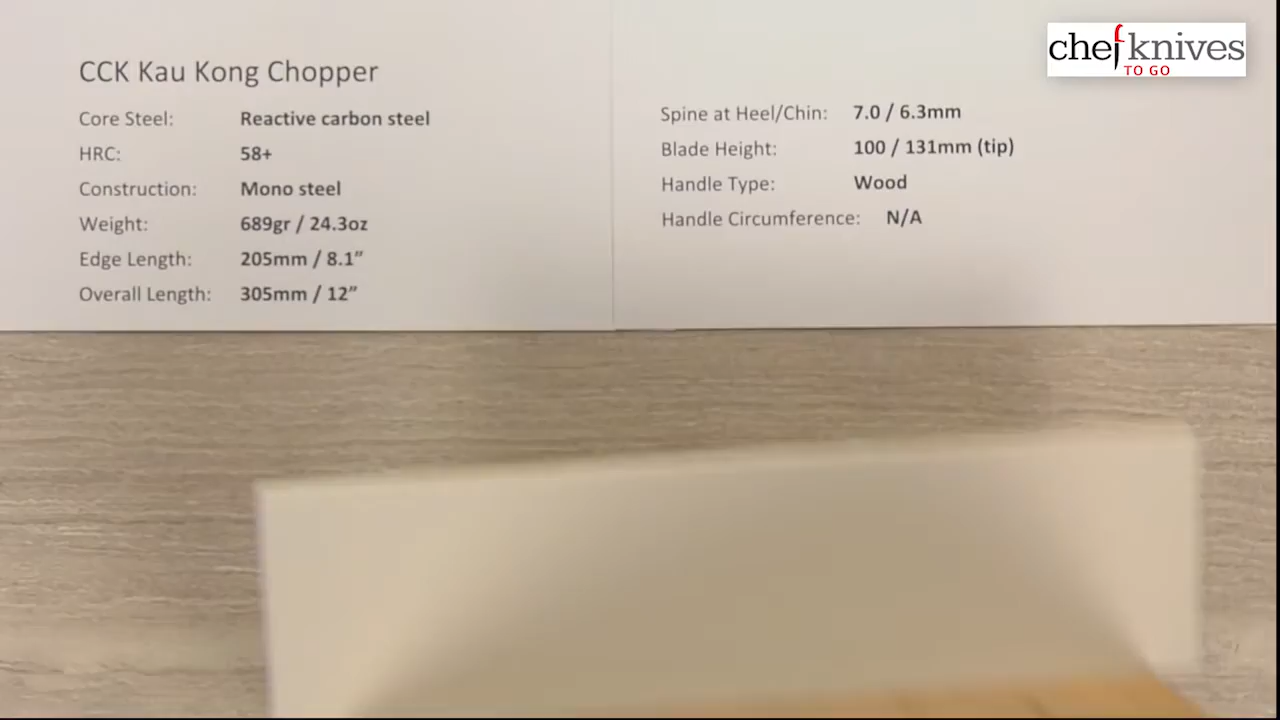 CCK Kau Kong Chopper
Core Steel: Reactive carbon steel
HRC: 58+
Construction: Mono steel
Weight: 689gr / 24.3oz
Edge Length: 205mm / 8.1”
Overall Length: 305mm / 12”
Spine at Heel/Chin: 7.0 / 6.3mm
Blade Height: 100 / 131mm (tip)
Handle Type: Wood
Handle Circumference: N/A
chefknives
TO GO